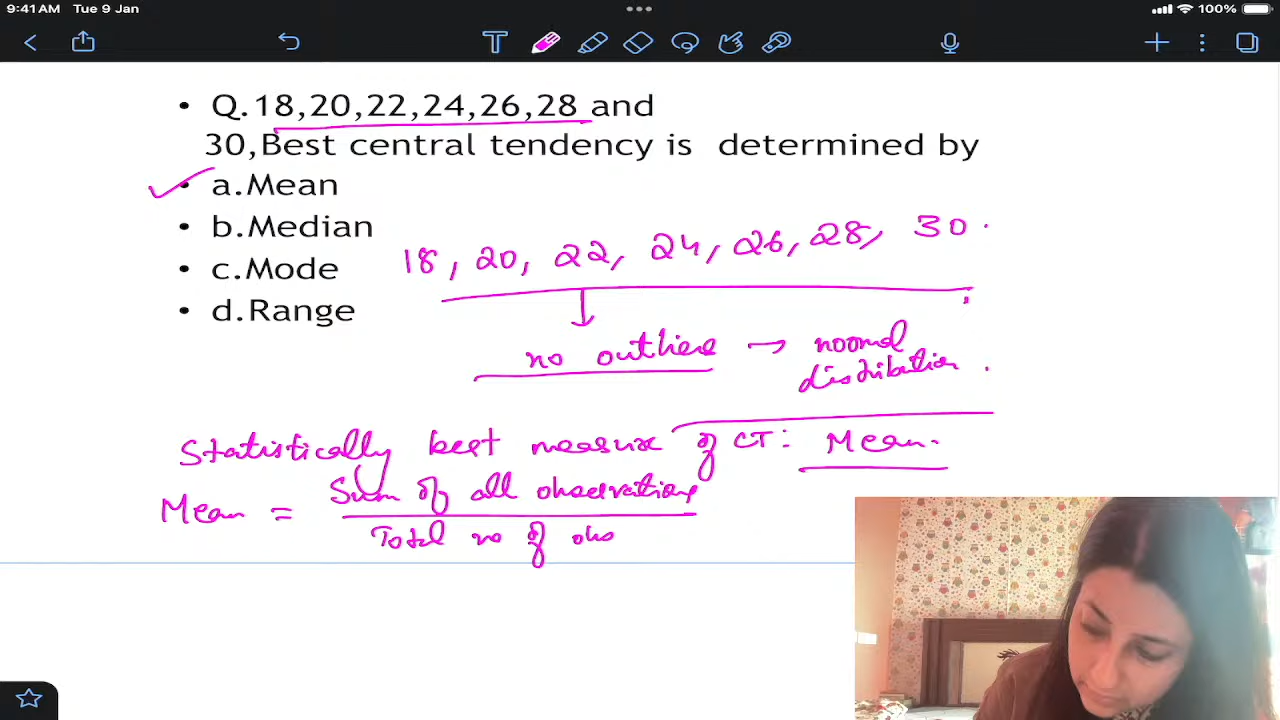 9:41 AM Tue 9 Jan
100%
• Q.18,20,22,24,26,28 and
30,Best central tendency is determined by
• a.Mean
• b.Median
• c.Mode
• d.Range
18, 20, 22, 24, 26, 28, 30.
no outliers → normal
distribution.
Statistically best measure of CT: Mean.
Mean = Sum of all observations
Total no of obs